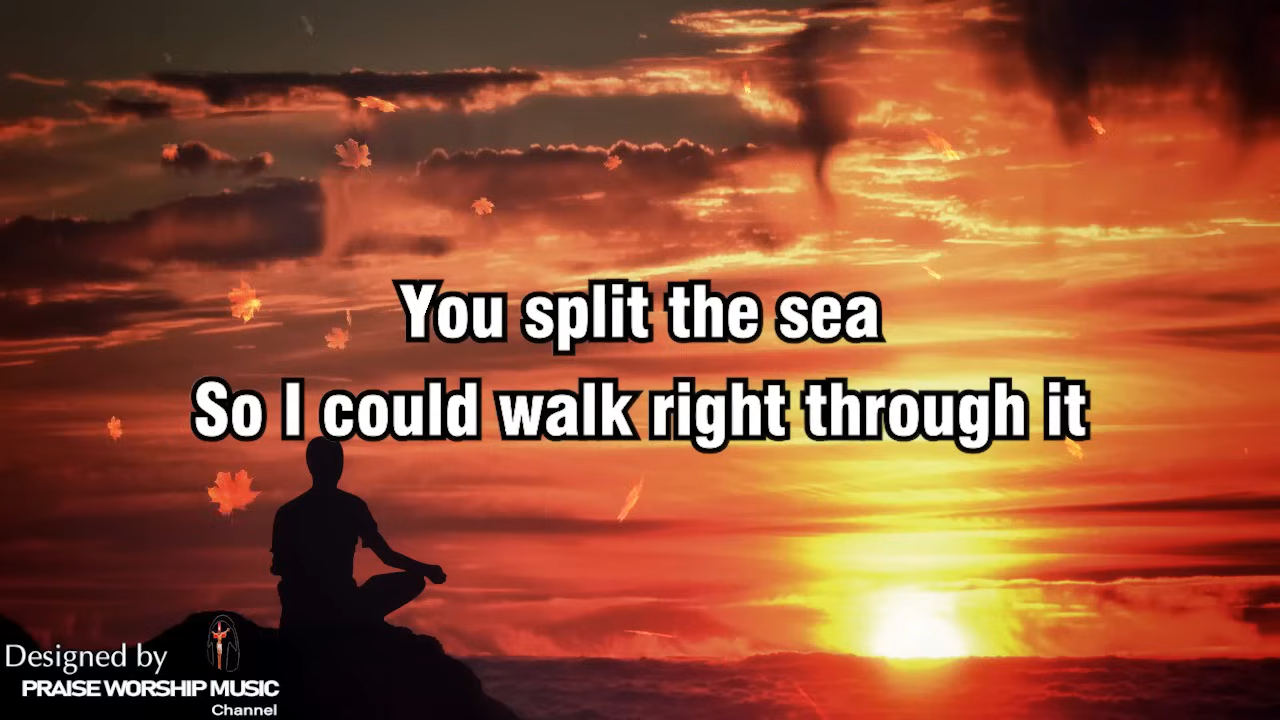 You split the sea
So I could walk right through it
Designed by
PRAISE WORSHIP MUSIC
Channel